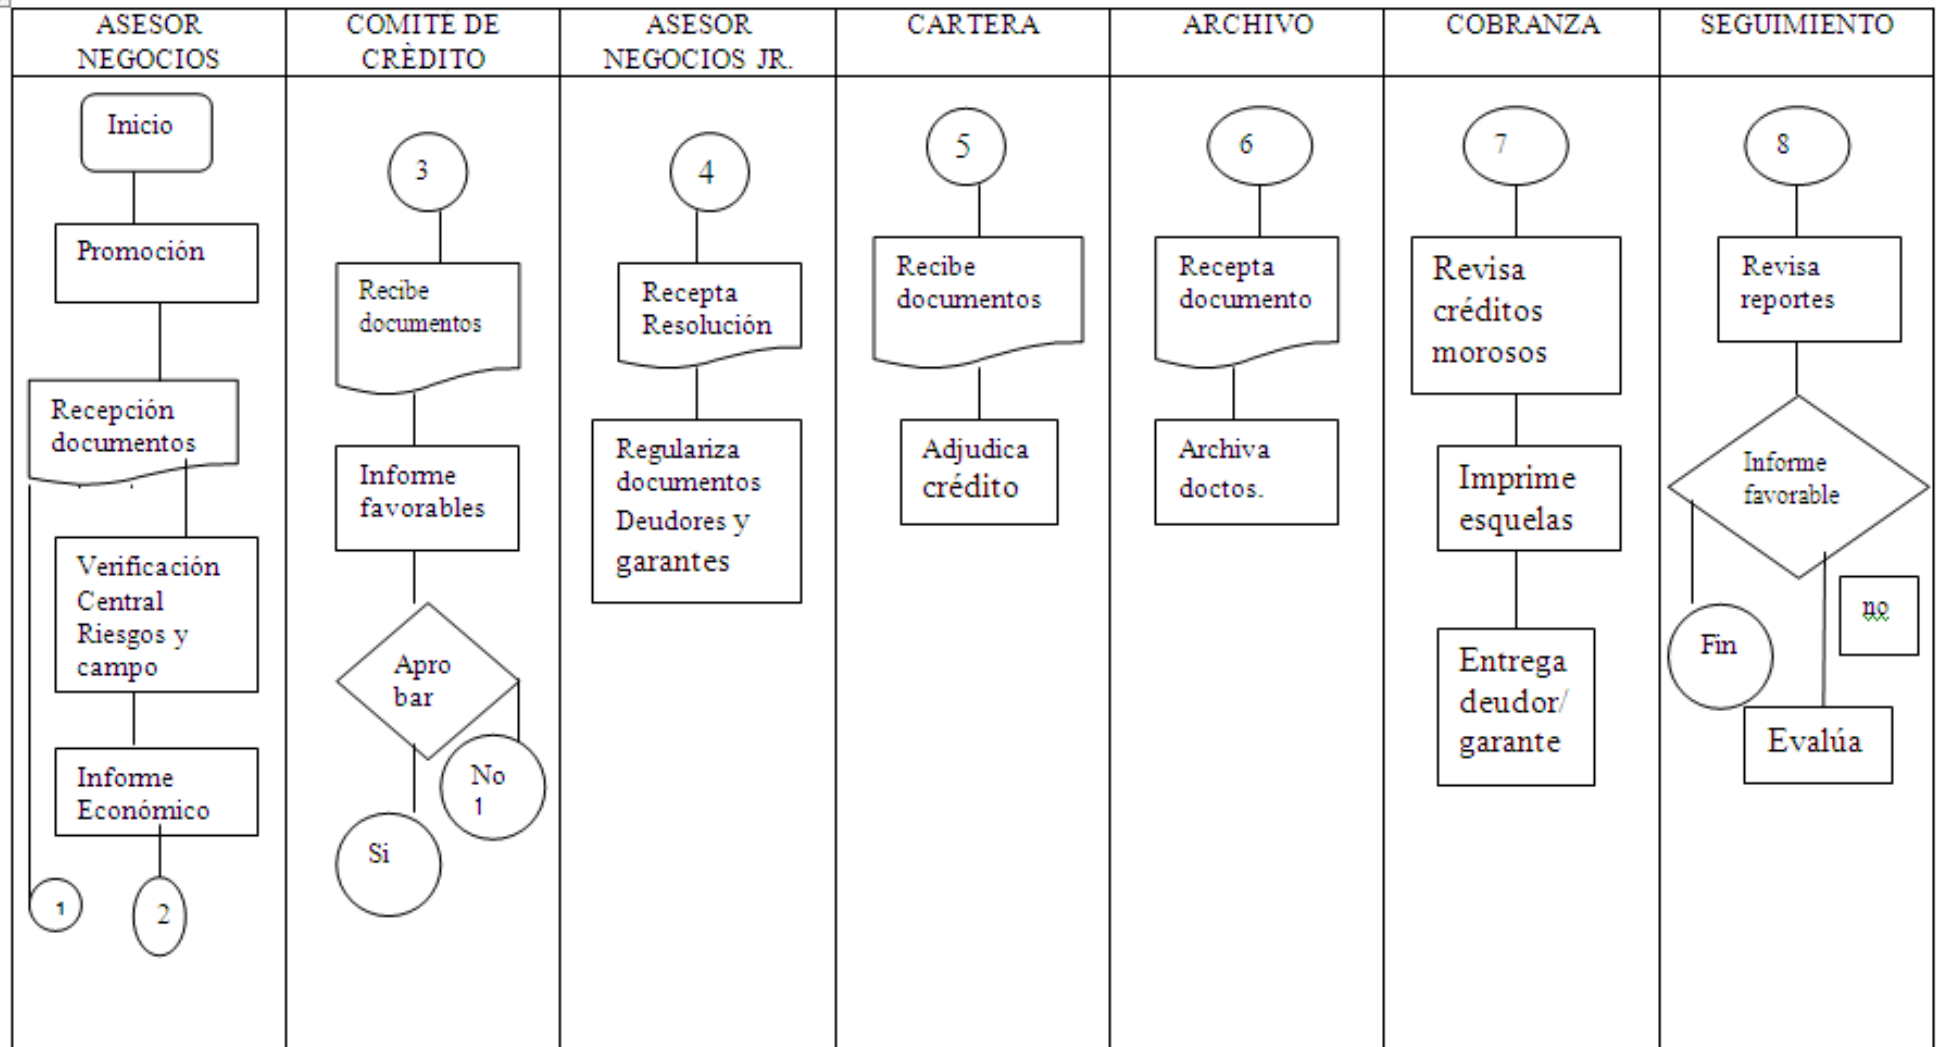 ASESOR
NEGOCIOS
COMITÉ DE
CRÉDITO
ASESOR
NEGOCIOS JR.
CARTERA
ARCHIVO
COBRANZA
SEGUIMIENTO
Inicio
Promoción
Recepción
documentos
Verificación
Central
Riesgos y
campo
Informe
Económico
1
2
3
Recibe
documentos
Informe
favorables
Apro
bar
No
1
Si
4
Recepta
Resolución
Regulariza
documentos
Deudores y
garantes
5
Recibe
documentos
Adjudica
crédito
6
Recepta
documento
Archiva
doctos.
7
Revisa
créditos
morosos
Imprime
esquelas
Entrega
deudor/
garante
8
Revisa
reportes
Informe
favorable
no
Fin
Evalúa